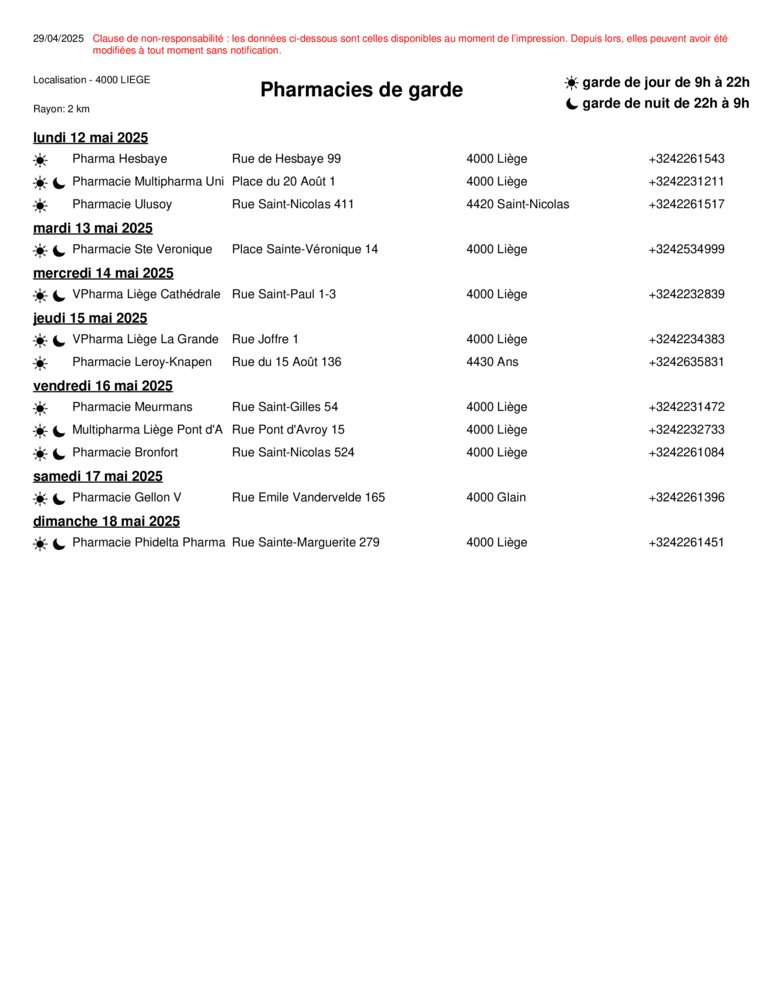 29/04/2025 Clause de non-responsabilité : les données ci-dessous sont celles disponibles au moment de l'impression. Depuis lors, elles peuvent avoir été
modifiées à tout moment sans notification.
Localisation - 4000 LIEGE
Pharmacies de garde
garde de jour de 9h à 22h
garde de nuit de 22h à 9h
Rayon: 2 km
lundi 12 mai 2025
Pharma Hesbaye Rue de Hesbaye 99 4000 Liège +3242261543
Pharmacie Multipharma Uni Place du 20 Août 1 4000 Liège +3242231211
Pharmacie Ulusoy Rue Saint-Nicolas 411 4420 Saint-Nicolas +3242261517
mardi 13 mai 2025
Pharmacie Ste Veronique Place Sainte-Véronique 14 4000 Liège +3242534999
mercredi 14 mai 2025
VPharma Liège Cathédrale Rue Saint-Paul 1-3 4000 Liège +3242232839
jeudi 15 mai 2025
VPharma Liège La Grande Rue Joffre 1 4000 Liège +3242234383
Pharmacie Leroy-Knapen Rue du 15 Août 136 4430 Ans +3242635831
vendredi 16 mai 2025
Pharmacie Meurmans Rue Saint-Gilles 54 4000 Liège +3242231472
Multipharma Liège Pont d'A Rue Pont d'Avroy 15 4000 Liège +3242232733
Pharmacie Bronfort Rue Saint-Nicolas 524 4000 Liège +3242261084
samedi 17 mai 2025
Pharmacie Gellon V Rue Emile Vandervelde 165 4000 Glain +3242261396
dimanche 18 mai 2025
Pharmacie Phidelta Pharma Rue Sainte-Marguerite 279 4000 Liège +3242261451